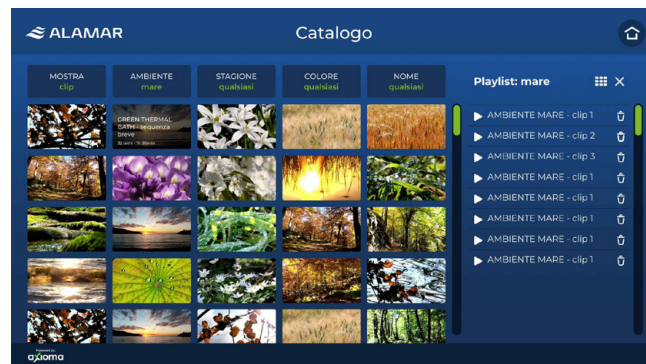 ALAMAR
Catalogo
MOSTRA
clip
AMBIENTE
mare
STAGIONE
qualsiasi
COLORE
qualsiasi
NOME
qualsiasi
GREEN THERMAL
BATH - sequenza
breve
Playlist: mare
AMBIENTE MARE - clip 1
AMBIENTE MARE - clip 2
AMBIENTE MARE - clip 3
AMBIENTE MARE - clip 1
AMBIENTE MARE - clip 1
AMBIENTE MARE - clip 1
AMBIENTE MARE - clip 1
AMBIENTE MARE - clip 1
Powered by
axioma